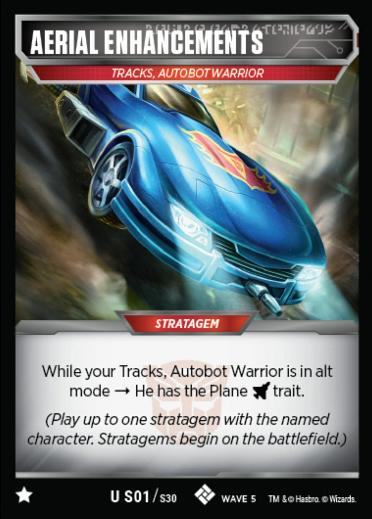 AERIAL ENHANCEMENTS
TRACKS, AUTOBOT WARRIOR
STRATAGEM
While your Tracks, Autobot Warrior is in alt
mode → He has the Plane trait.
(Play up to one stratagem with the named
character. Stratagems begin on the battlefield.)
U S01/S30 WAVE 5 TM & © Hasbro. © Wizards.